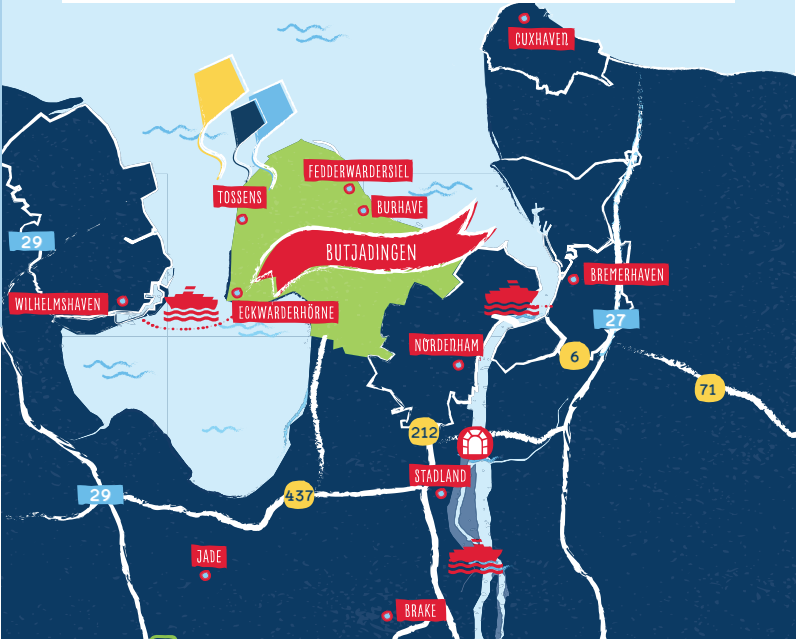 CUXHAVEN
FEDDERWARDERSIEL
TOSSENS
BURHAVE
29
BUTJADINGEN
BREMERHAVEN
WILHELMSHAVEN
ECKWARDERHÖRNE
27
NORDENHAM
6
71
212
STADLAND
29
437
JADE
BRAKE